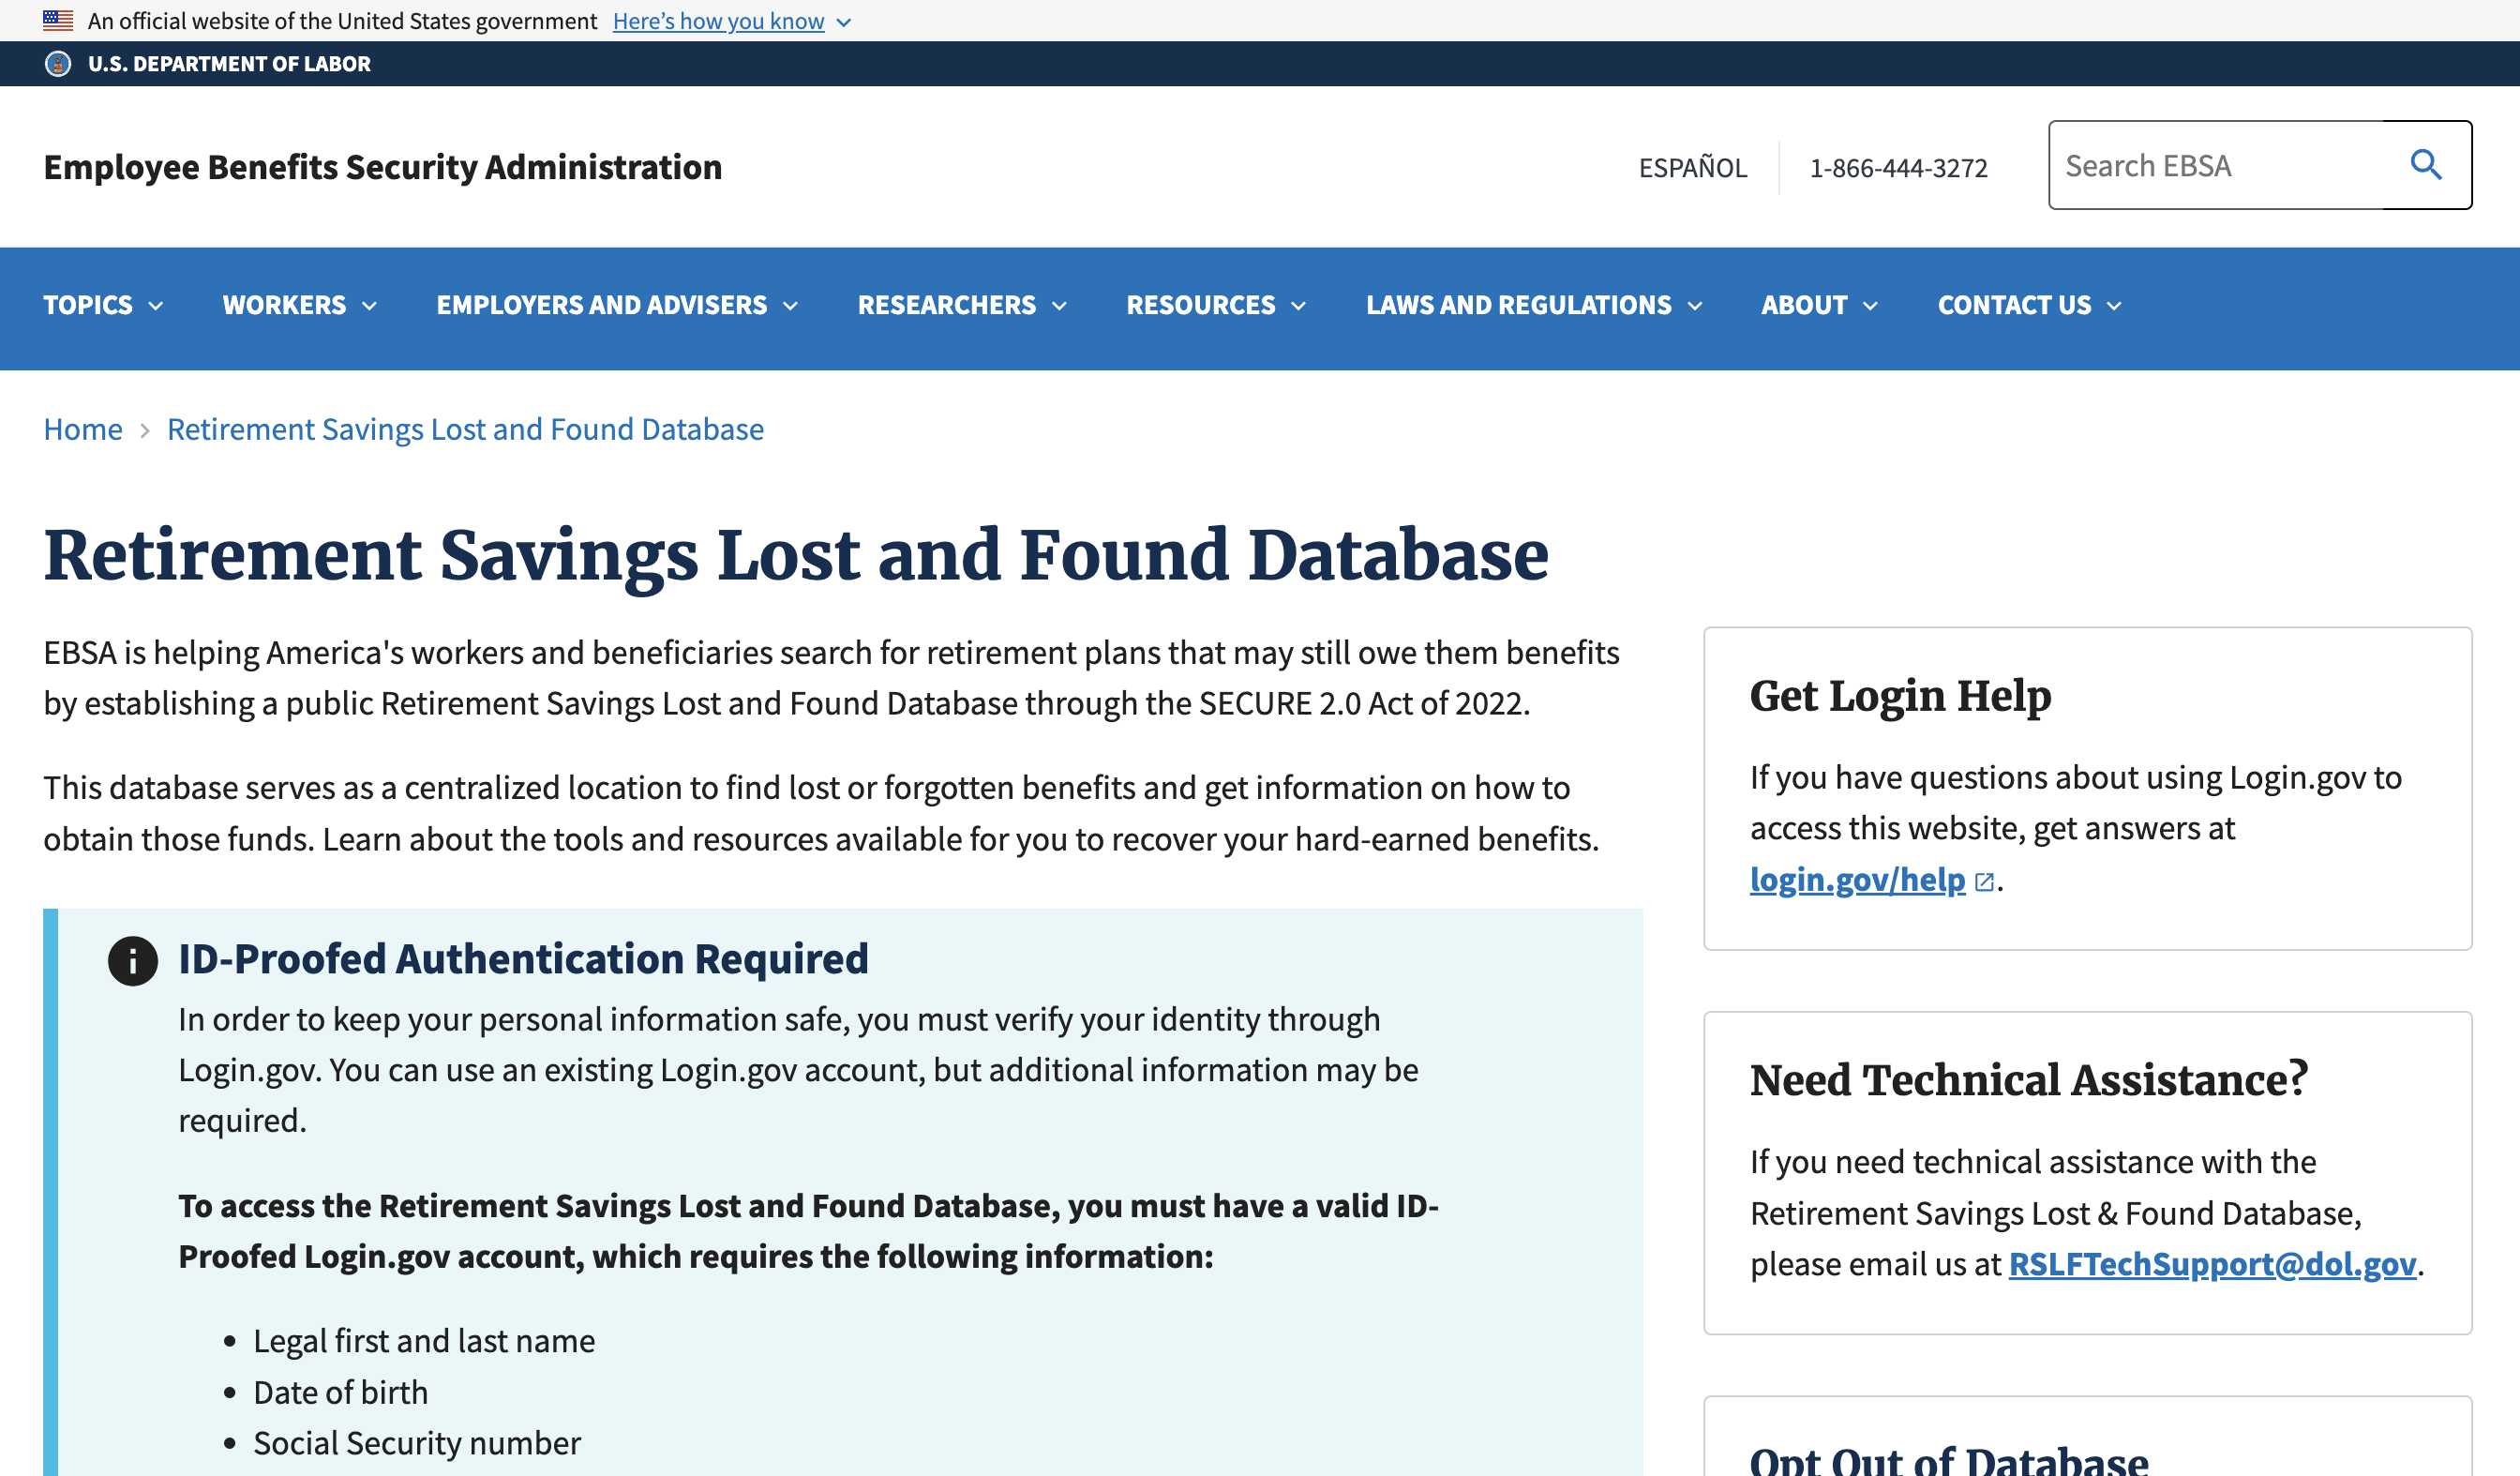 An official website of the United States government Here’s how you know
U.S. DEPARTMENT OF LABOR
Employee Benefits Security Administration
ESPAÑOL
1-866-444-3272
Search EBSA
TOPICS WORKERS EMPLOYERS AND ADVISERS RESEARCHERS RESOURCES LAWS AND REGULATIONS ABOUT CONTACT US
Home > Retirement Savings Lost and Found Database
Retirement Savings Lost and Found Database
EBSA is helping America's workers and beneficiaries search for retirement plans that may still owe them benefits
by establishing a public Retirement Savings Lost and Found Database through the SECURE 2.0 Act of 2022.
This database serves as a centralized location to find lost or forgotten benefits and get information on how to
obtain those funds. Learn about the tools and resources available for you to recover your hard-earned benefits.
ID-Proofed Authentication Required
In order to keep your personal information safe, you must verify your identity through
Login.gov. You can use an existing Login.gov account, but additional information may be
required.
To access the Retirement Savings Lost and Found Database, you must have a valid ID-
Proofed Login.gov account, which requires the following information:
• Legal first and last name
• Date of birth
• Social Security number
Get Login Help
If you have questions about using Login.gov to
access this website, get answers at
login.gov/help.
Need Technical Assistance?
If you need technical assistance with the
Retirement Savings Lost & Found Database,
please email us at RSLFTechSupport@dol.gov.
Opt Out of Database